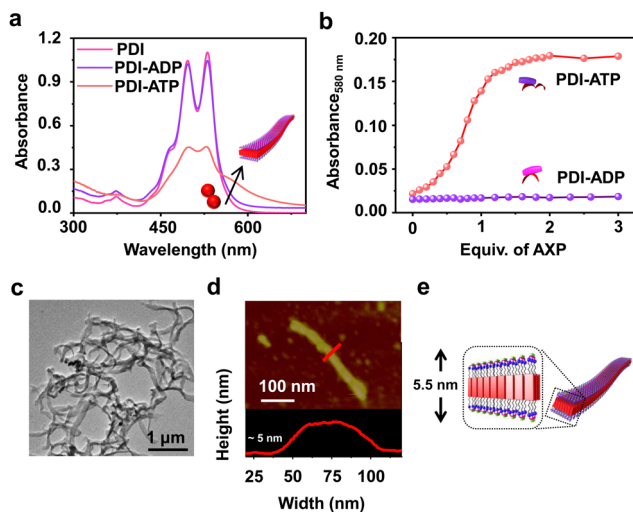 a
PDI
PDI-ADP
PDI-ATP
1.2
0.9
0.6
0.3
0.0
Absorbance
300
400
500
600
Wavelength (nm)
b
0.20
0.15
0.10
0.05
0.00
Absorbance580 nm
PDI-ATP
PDI-ADP
0
1
2
3
Equiv. of AXP
c
1 µm
d
100 nm
Height (nm)
~ 5 nm
25
50
75
100
Width (nm)
e
5.5 nm